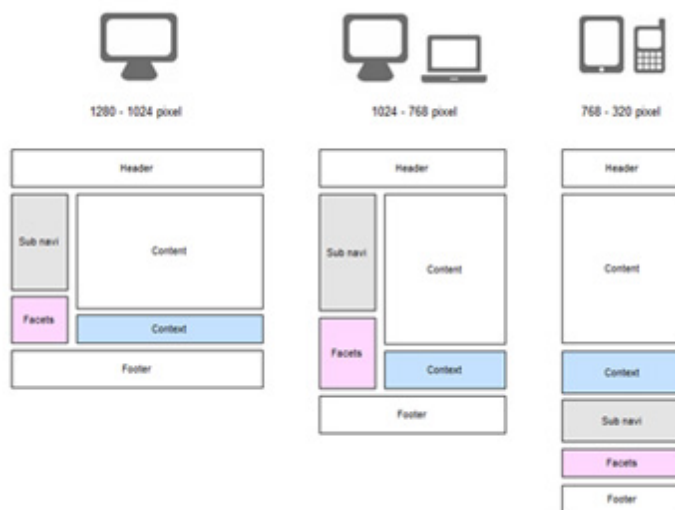 1280 - 1024 pixel
Header
Sub navi
Content
Facets
Context
Footer
1024 - 768 pixel
Header
Sub navi
Content
Facets
Context
Footer
768 - 320 pixel
Header
Content
Context
Sub navi
Facets
Footer